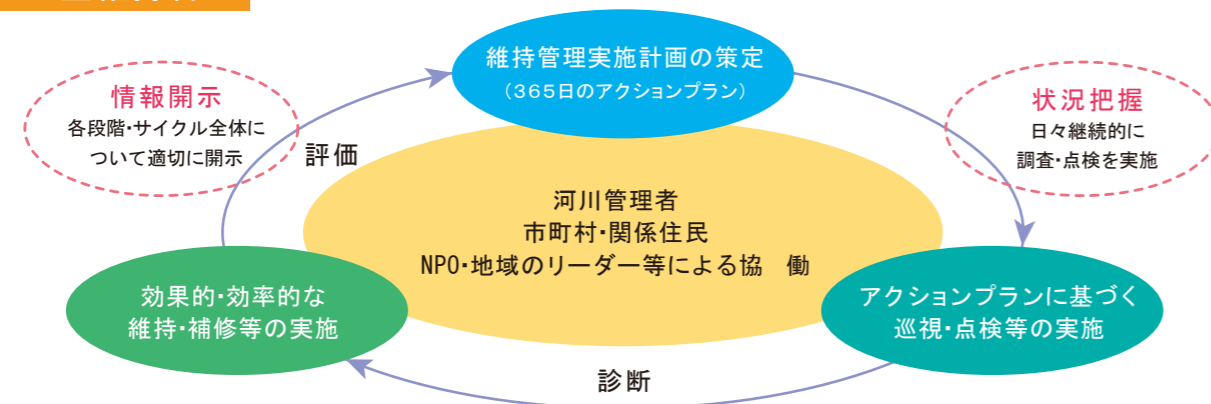 維持管理実施計画の策定
（365日のアクションプラン）
情報開示
各段階・サイクル全体に
ついて適切に開示
評価
状況把握
日々継続的に
調査・点検を実施
河川管理者
市町村・関係住民
NPO・地域のリーダー等による協　働
効果的・効率的な
維持・補修等の実施
アクションプランに基づく
巡視・点検等の実施
診断